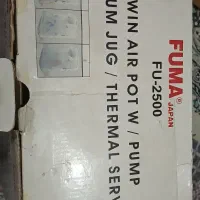 FUMA®
JAPAN
FU-2500
WIN AIR POT W / PUMP
UM JUG / THERMAL SERV